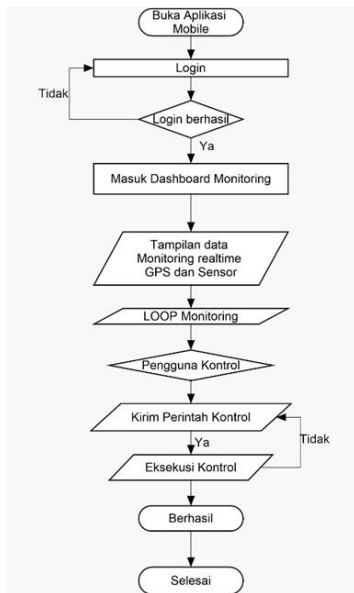 Buka Aplikasi
Mobile
Login
Tidak
Login berhasil
Ya
Masuk Dashboard Monitoring
Tampilan data
Monitoring realtime
GPS dan Sensor
LOOP Monitoring
Pengguna Kontrol
Kirim Perintah Kontrol
Ya
Tidak
Eksekusi Kontrol
Berhasil
Selesai